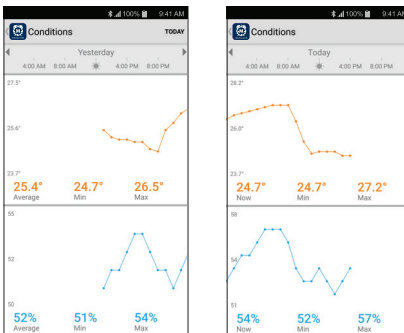 100% 9:41 AM
Conditions TODAY
Yesterday
4:00 AM 8:00 AM 4:00 PM 8:00 PM
27.5°
25.6°
23.7°
25.4° 24.7° 26.5°
Average Min Max
55
52
50
52% 51% 54%
Average Min Max
100% 9:41 AM
Conditions
Today
4:00 AM 8:00 AM 4:00 PM 8:00 PM
28.2°
26.0°
23.7°
24.7° 24.7° 27.2°
Now Min Max
58
54
51
54% 52% 57%
Now Min Max